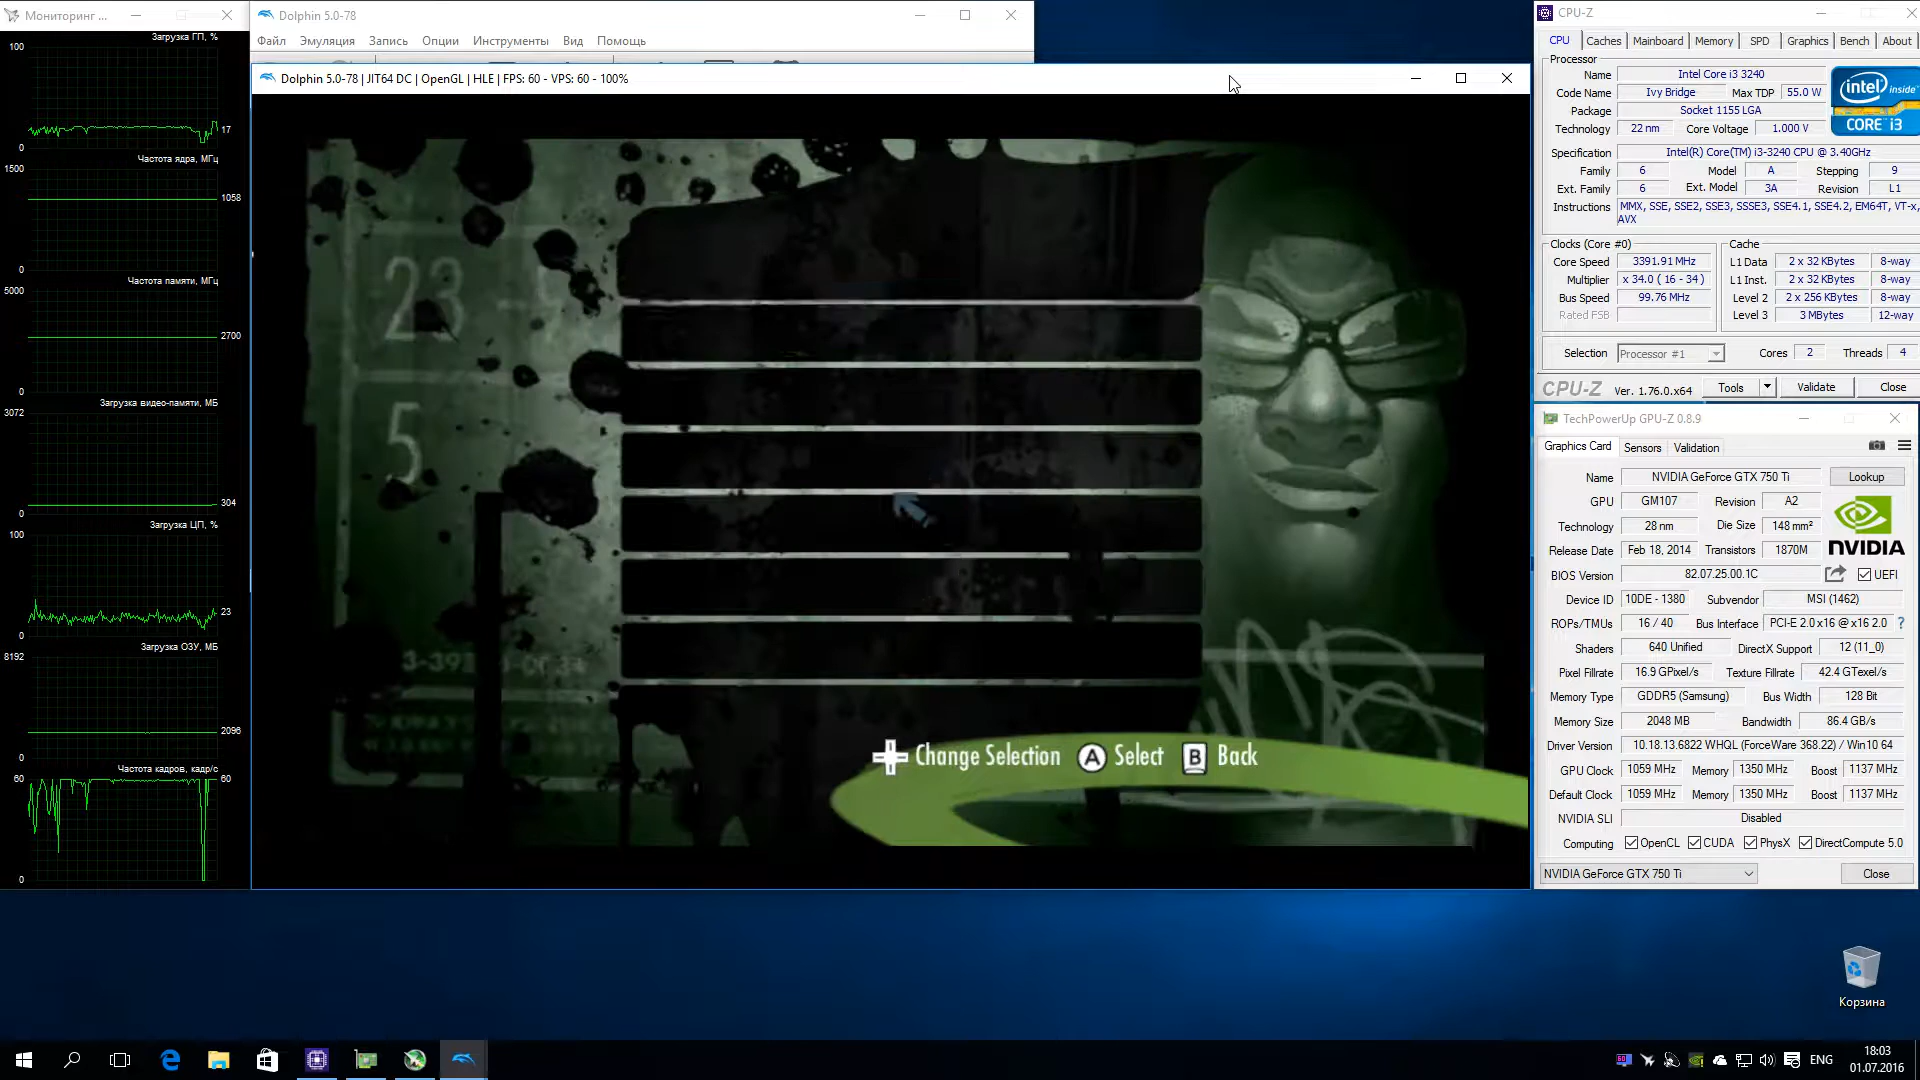 Мониторинг ...
Загрузка ГП, %
100
17
0
Частота ядра, МГц
1500
1058
0
Частота памяти, МГц
5000
2700
0
Загрузка видео-памяти, МБ
3072
304
0
Загрузка ЦП, %
100
23
0
Загрузка ОЗУ, МБ
8192
2096
0
Частота кадров, кадр/с
60
60
0
Dolphin 5.0-78
Файл Эмуляция Запись Опции Инструменты Вид Помощь
Dolphin 5.0-78 | JIT64 DC | OpenGL | HLE | FPS: 60 - VPS: 60 - 100%
23
5
Change Selection A Select B Back
CPU-Z
CPU Caches Mainboard Memory SPD Graphics Bench About
Processor
Name Intel Core i3 3240
Code Name Ivy Bridge Max TDP 55.0 W
Package Socket 1155 LGA
Technology 22 nm Core Voltage 1.000 V
intel inside
CORE i3
Specification Intel(R) Core(TM) i3-3240 CPU @ 3.40GHz
Family 6 Model A Stepping 9
Ext. Family 6 Ext. Model 3A Revision L1
Instructions MMX, SSE, SSE2, SSE3, SSSE3, SSE4.1, SSE4.2, EM64T, VT-x,
AVX
Clocks (Core #0)
Core Speed 3391.91 MHz
Multiplier x 34.0 ( 16 - 34 )
Bus Speed 99.76 MHz
Rated FSB
Cache
L1 Data 2 x 32 KBytes 8-way
L1 Inst. 2 x 32 KBytes 8-way
Level 2 2 x 256 KBytes 8-way
Level 3 3 MBytes 12-way
Selection Processor #1 Cores 2 Threads 4
CPU-Z Ver. 1.76.0.x64 Tools Validate Close
TechPowerUp GPU-Z 0.8.9
Graphics Card Sensors Validation
Name NVIDIA GeForce GTX 750 Ti Lookup
GPU GM107 Revision A2
Technology 28 nm Die Size 148 mm²
Release Date Feb 18, 2014 Transistors 1870M
NVIDIA
BIOS Version 82.07.25.00.1C UEFI
Device ID 10DE - 1380 Subvendor MSI (1462)
ROPs/TMUs 16 / 40 Bus Interface PCI-E 2.0 x16 @ x16 2.0 ?
Shaders 640 Unified DirectX Support 12 (11_0)
Pixel Fillrate 16.9 GPixel/s Texture Fillrate 42.4 GTexel/s
Memory Type GDDR5 (Samsung) Bus Width 128 Bit
Memory Size 2048 MB Bandwidth 86.4 GB/s
Driver Version 10.18.13.6822 WHQL (ForceWare 368.22) / Win10 64
GPU Clock 1059 MHz Memory 1350 MHz Boost 1137 MHz
Default Clock 1059 MHz Memory 1350 MHz Boost 1137 MHz
NVIDIA SLI Disabled
Computing OpenCL CUDA PhysX DirectCompute 5.0
NVIDIA GeForce GTX 750 Ti Close
Корзина
60 ENG 18:03
01.07.2016